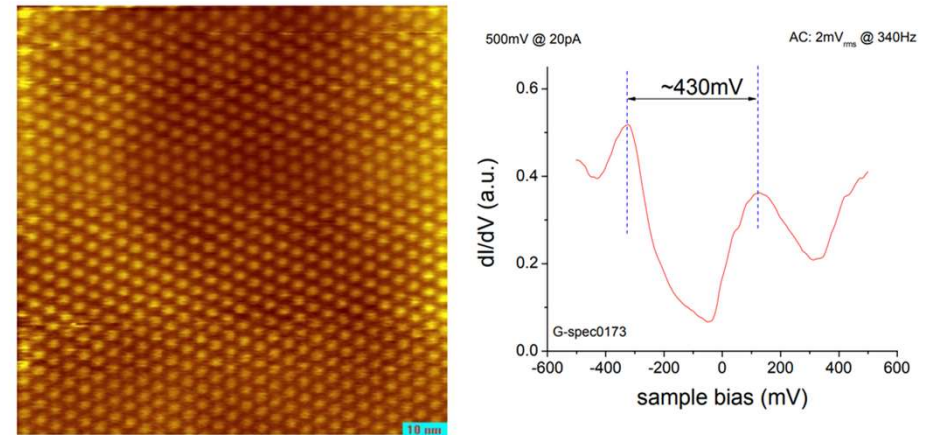 10 nm
500mV @ 20pA
AC: 2mVrms @ 340Hz
~430mV
dI/dV (a.u.)
0.6
0.4
0.2
0.0
G-spec0173
-600 -400 -200 0 200 400 600
sample bias (mV)